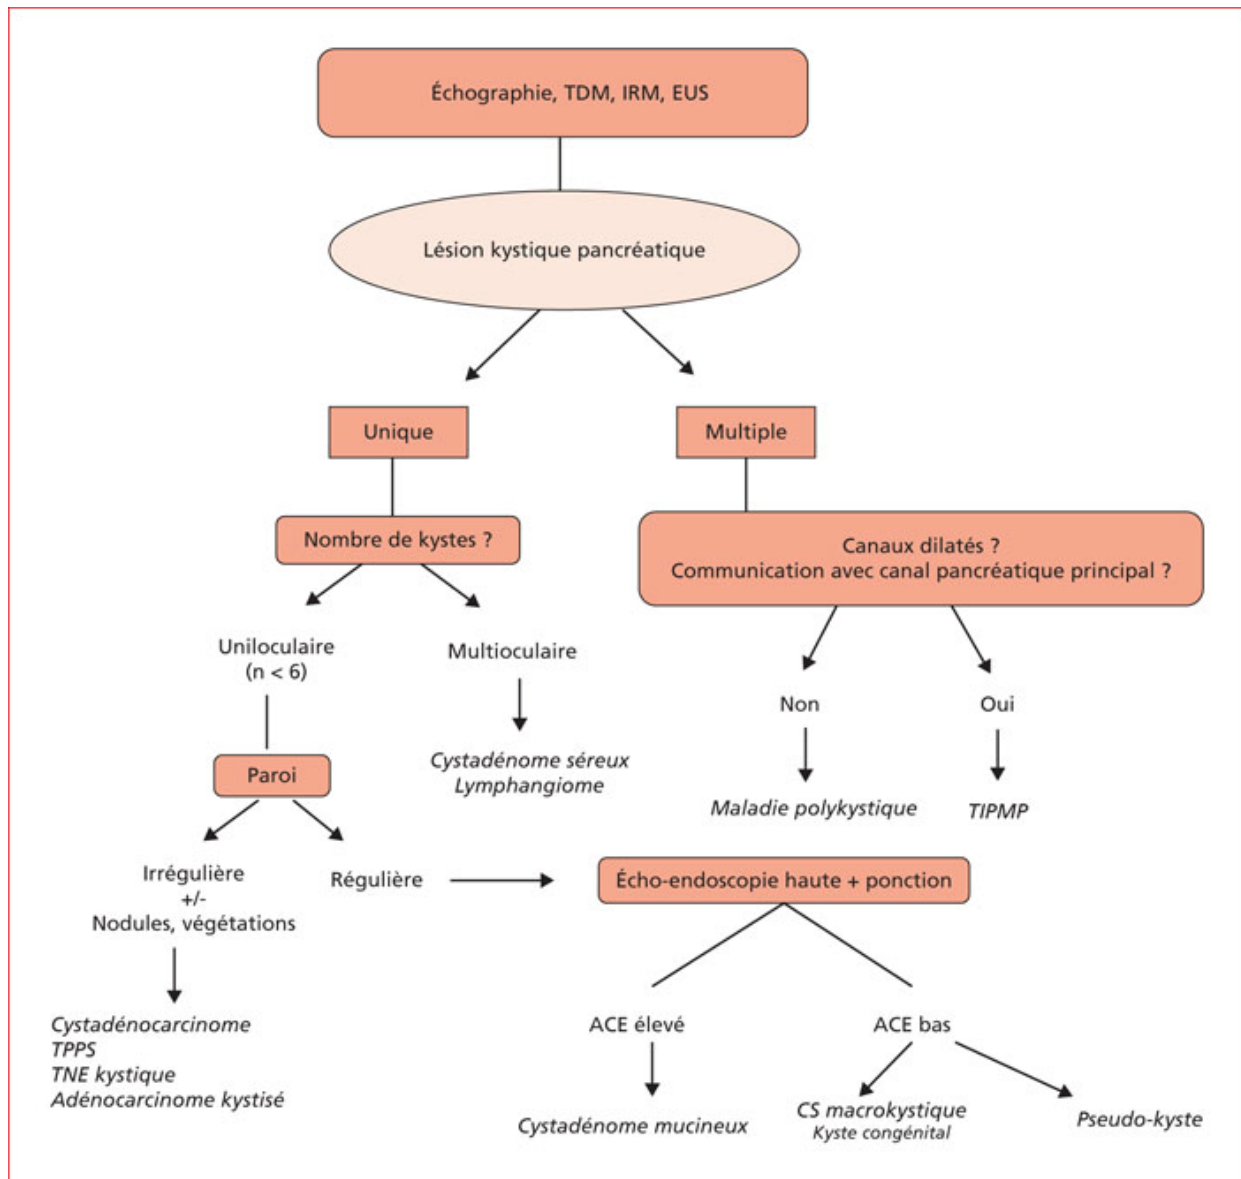 Échographie, TDM, IRM, EUS
Lésion kystique pancréatique
Unique
Multiple
Nombre de kystes ?
Canaux dilatés ?
Communication avec canal pancréatique principal ?
Uniloculaire
(n < 6)
Multioculaire
Non
Oui
Cystadénome séreux
Lymphangiome
Paroi
Maladie polykystique
TIPMP
Irrégulière
+/-
Nodules, végétations
Régulière
Écho-endoscopie haute + ponction
Cystadénocarcinome
TPPS
TNE kystique
Adénocarcinome kystisé
ACE élevé
ACE bas
Cystadénome mucineux
CS macrokystique
Kyste congénital
Pseudo-kyste